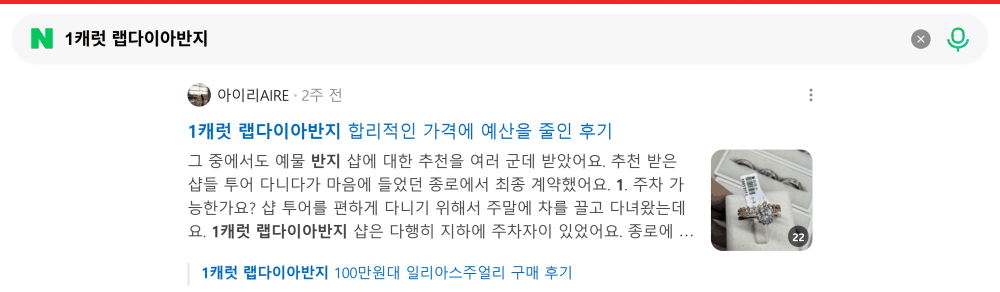 1캐럿 랩다이아반지
아이리AIRE · 2주 전
1캐럿 랩다이아반지 합리적인 가격에 예산을 줄인 후기
그 중에서도 예물 반지 샵에 대한 추천을 여러 군데 받았어요. 추천 받은
샵들 투어 다니다가 마음에 들었던 종로에서 최종 계약했어요. 1. 주차 가
능한가요? 샵 투어를 편하게 다니기 위해서 주말에 차를 끌고 다녀왔는데
요. 1캐럿 랩다이아반지 샵은 다행히 지하에 주차자이 있었어요. 종로에 ...
22
1캐럿 랩다이아반지 100만원대 일리아스주얼리 구매 후기